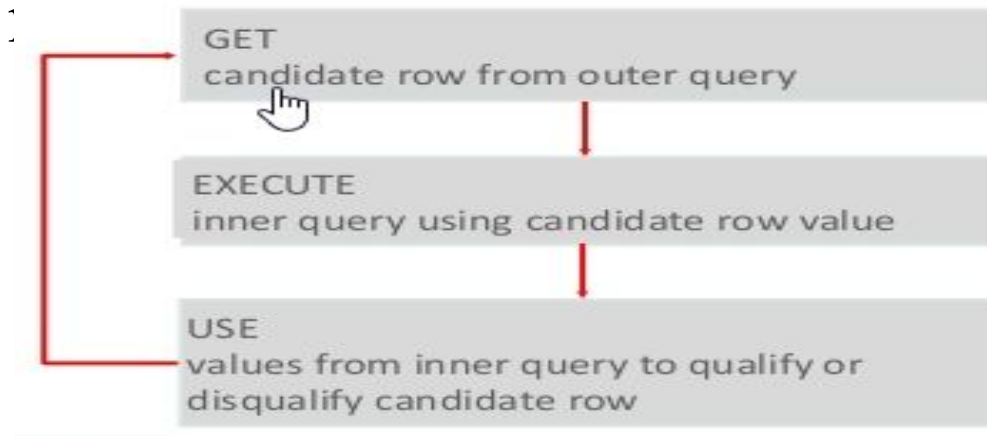 GET
candidate row from outer query
EXECUTE
inner query using candidate row value
USE
values from inner query to qualify or
disqualify candidate row